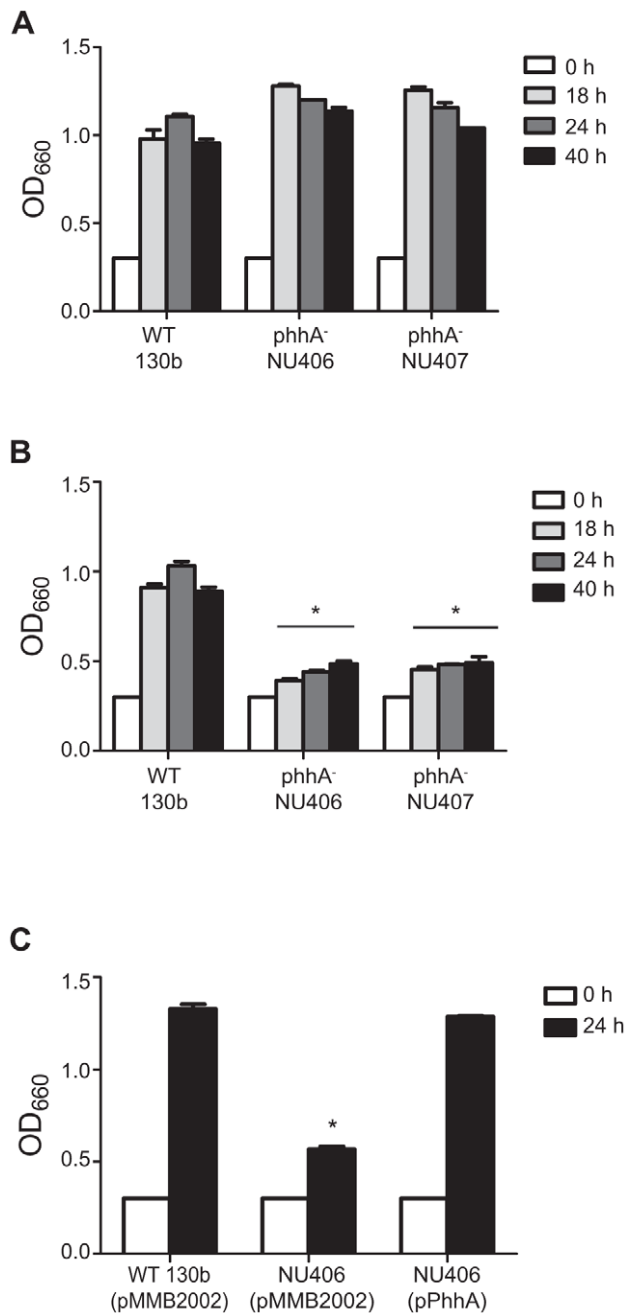 A
1.5
1.0
0.5
0.0
OD660
0 h
18 h
24 h
40 h
WT
130b
phhA-
NU406
phhA-
NU407
B
1.5
1.0
0.5
0.0
OD660
0 h
18 h
24 h
40 h
*
*
WT
130b
phhA-
NU406
phhA-
NU407
C
1.5
1.0
0.5
0.0
OD660
0 h
24 h
*
WT 130b
(pMMB2002)
NU406
(pMMB2002)
NU406
(pPhhA)